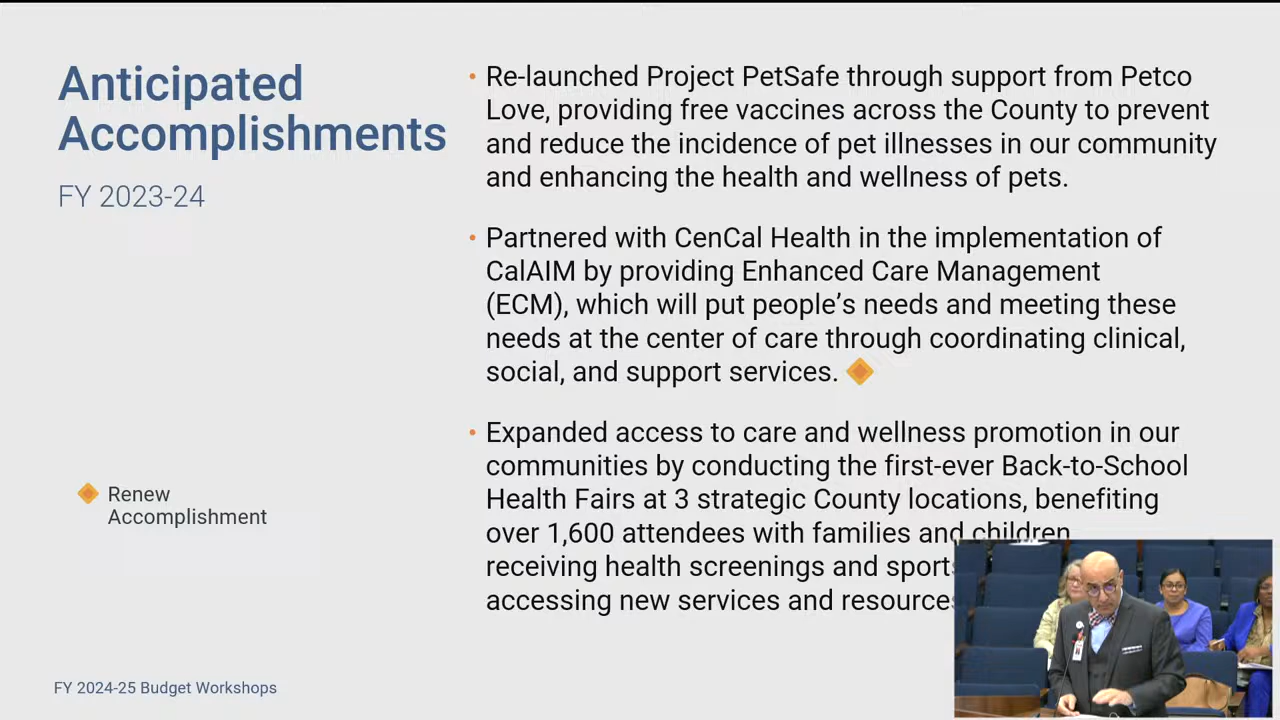 Anticipated
Accomplishments
FY 2023-24
• Re-launched Project PetSafe through support from Petco
Love, providing free vaccines across the County to prevent
and reduce the incidence of pet illnesses in our community
and enhancing the health and wellness of pets.
• Partnered with CenCal Health in the implementation of
CalAIM by providing Enhanced Care Management
(ECM), which will put people’s needs and meeting these
needs at the center of care through coordinating clinical,
social, and support services.
• Expanded access to care and wellness promotion in our
communities by conducting the first-ever Back-to-School
Health Fairs at 3 strategic County locations, benefiting
over 1,600 attendees with families and children
receiving health screenings and sports
accessing new services and
Renew
Accomplishment
FY 2024-25 Budget Workshops